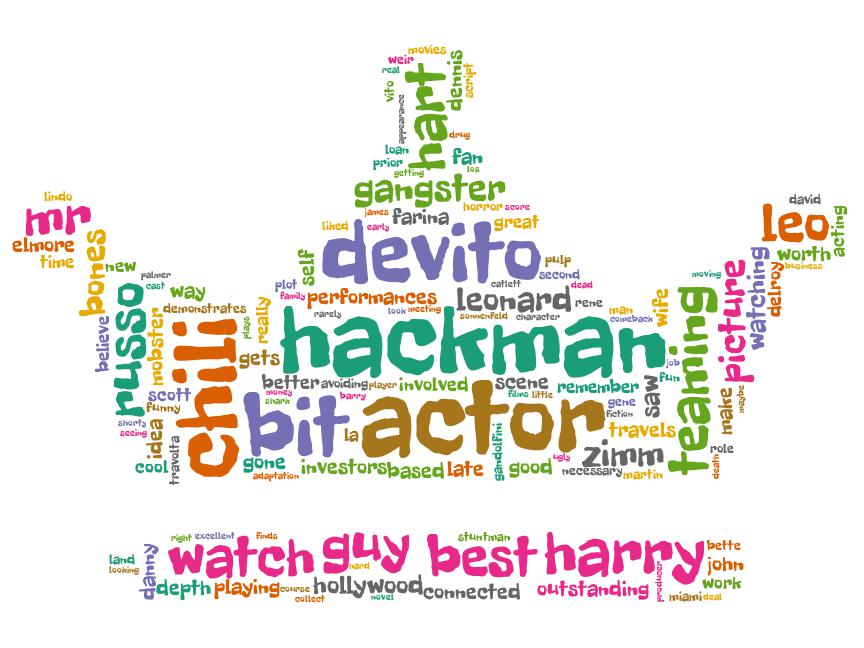 movies
weir
real
hart
dennis
script
vito
appearance
drug
loan
prior
fan
getting
los
gangster
lindo
mr
elmore
time
bones
james
farina
horror
score
great
liked
early
david
leo
acting
worth
business
delroy
devito
self
pulp
second
new
palmer
cast
way
plot
family
performances
leonard
catlett
dead
rene
moving
picture
watching
russo
demonstrates
mobster
believe
chili
plays
really
rarely
look
meeting
sonnenfeld
character
man
comeback
wife
teaming
hackman
gets
job
fun
better
avoiding
player
involved
scene
remember
saw
make
maybe
scott
funny
money
shark
barry
films
little
gene
fiction
shorty
seeing
idea
travolta
bit
la
actor
travels
role
death
cool
gone
adaptation
investors
based
late
gandolfini
good
ugly
zimm
necessary
martin
right
excellent
finds
stuntman
land
looking
danny
watch
guy
hard
best
harry
bette
john
depth
playing
course
collect
hollywood
novel
connected
outstanding
producer
work
miami
deal